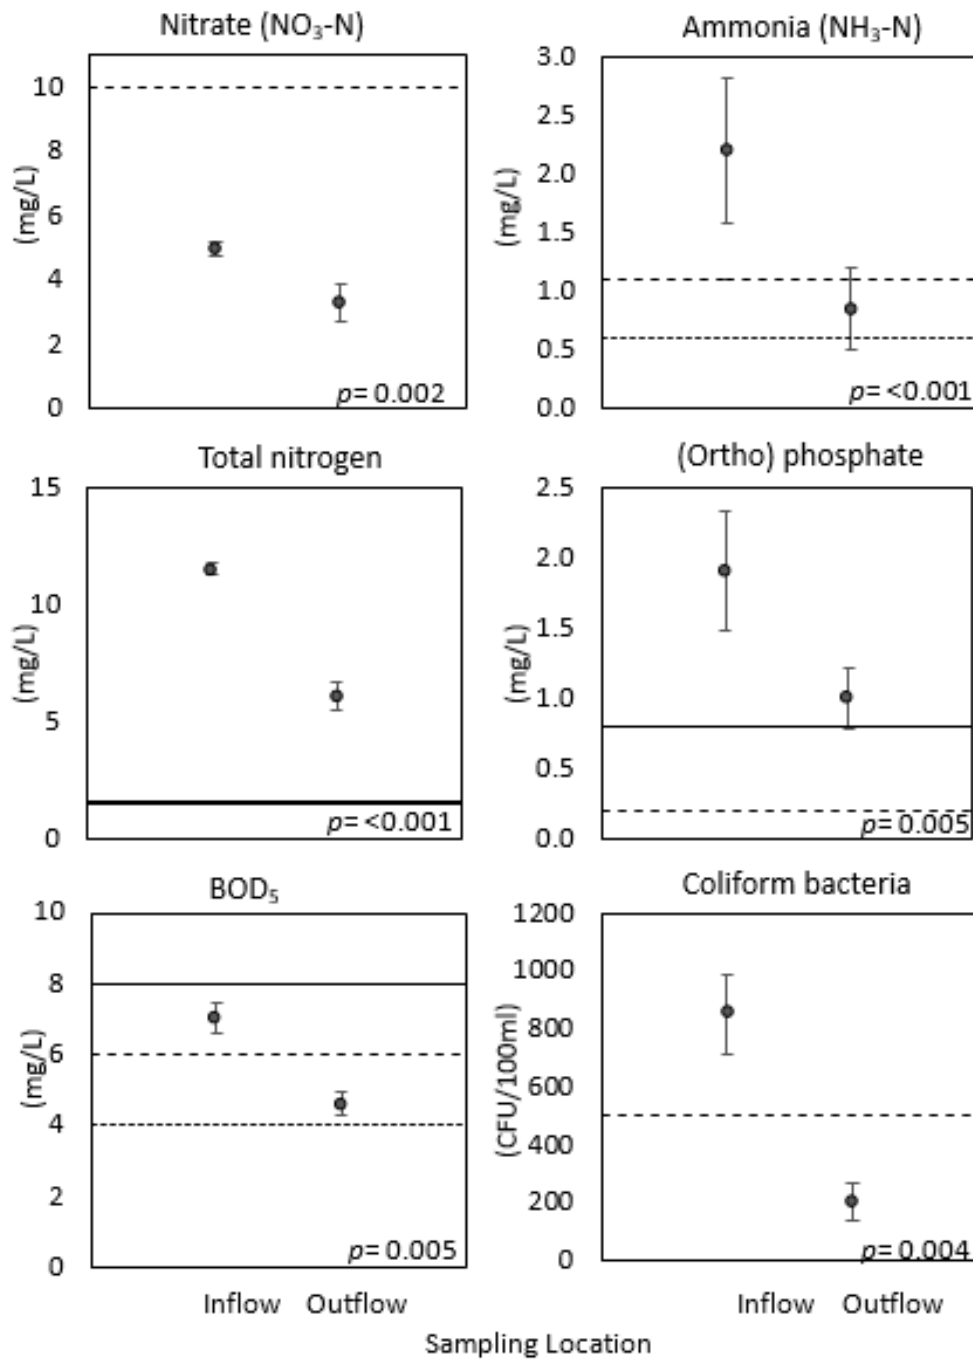 Nitrate (NO₃-N)
10
8
6
4
2
0
(mg/L)
p= 0.002
Ammonia (NH₃-N)
3.0
2.5
2.0
1.5
1.0
0.5
0.0
(mg/L)
p= <0.001
Total nitrogen
15
10
5
0
(mg/L)
p= <0.001
(Ortho) phosphate
2.5
2.0
1.5
1.0
0.5
0.0
(mg/L)
p= 0.005
BOD₅
10
8
6
4
2
0
(mg/L)
p= 0.005
Coliform bacteria
1200
1000
800
600
400
200
0
(CFU/100ml)
p= 0.004
Inflow Outflow
Inflow Outflow
Sampling Location